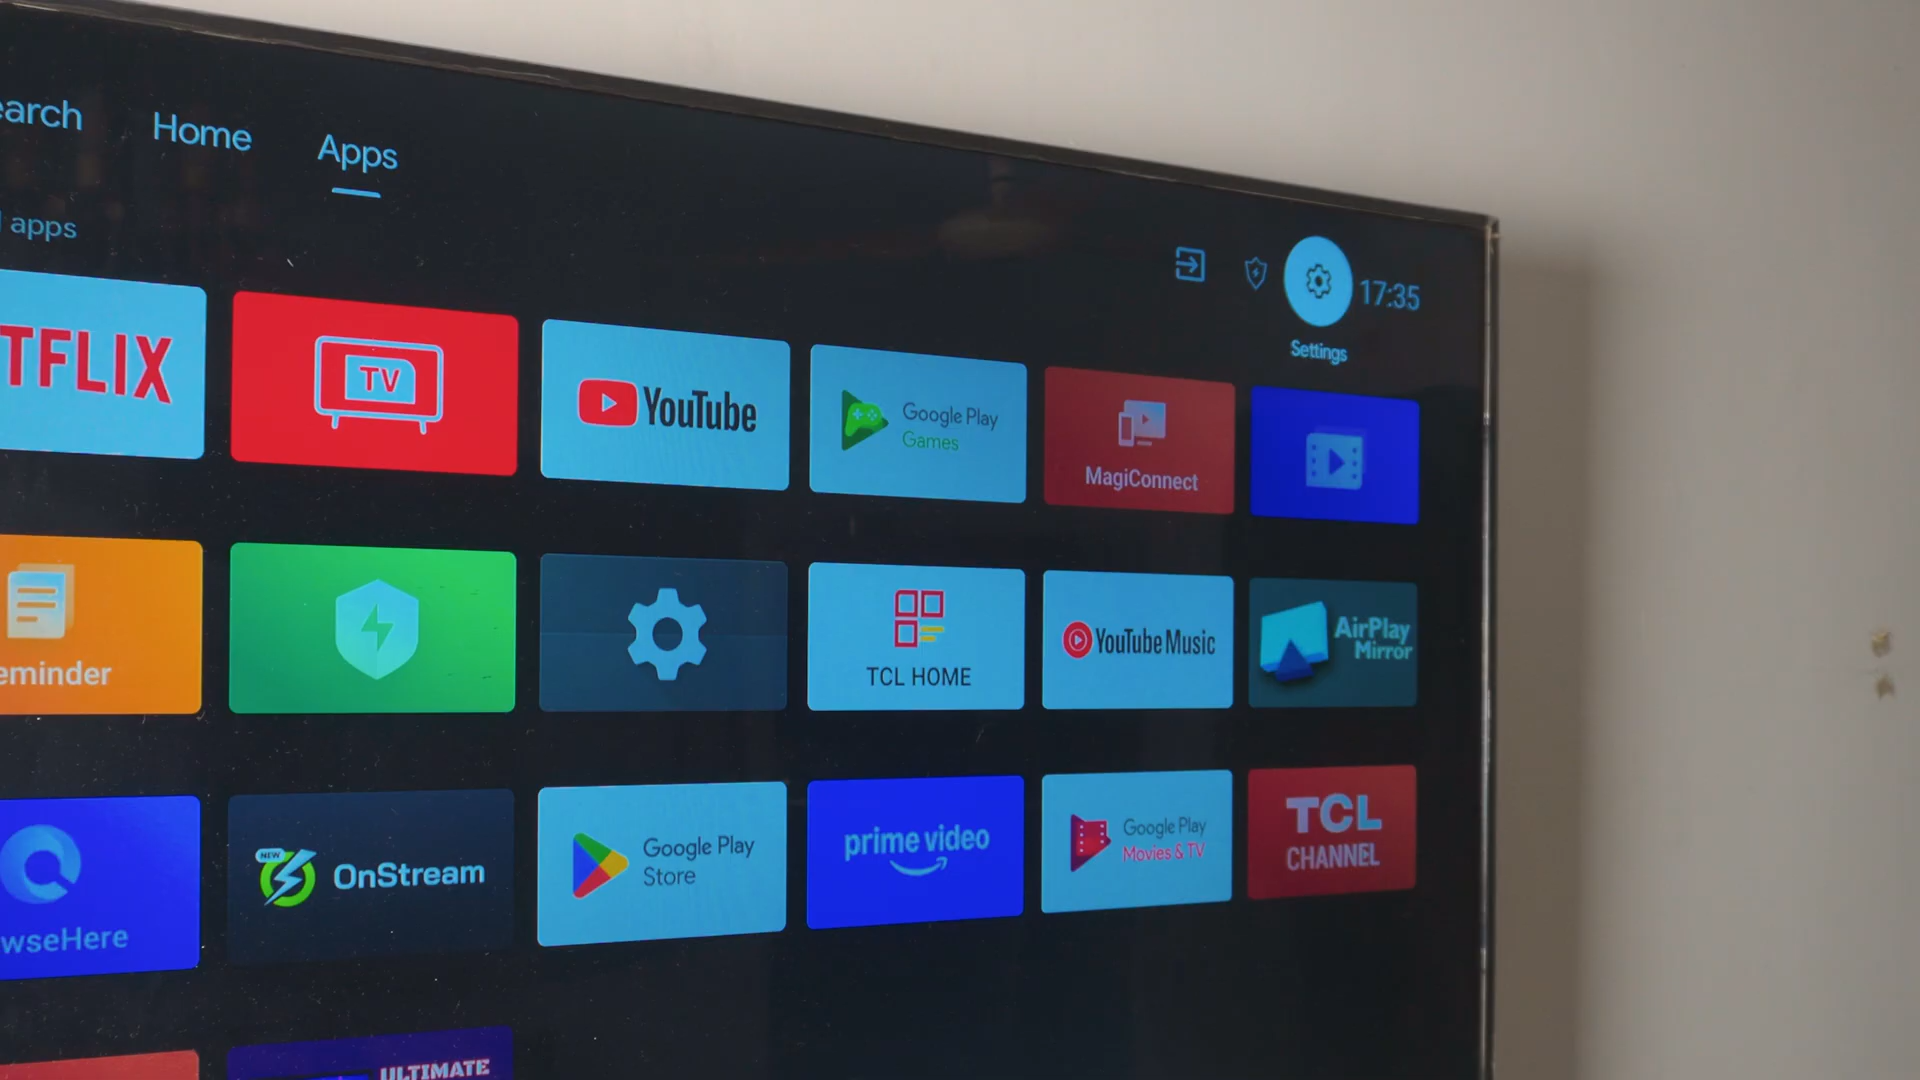 earch
Home
Apps
17:35
Settings
apps
TFLIX
TV
YouTube
Google Play
Games
MagiConnect
eminder
TCL HOME
YouTube Music
AirPlay
Mirror
wseHere
NEW
OnStream
Google Play
Store
prime video
Google Play
Movies & TV
TCL
CHANNEL
ULTIMATE